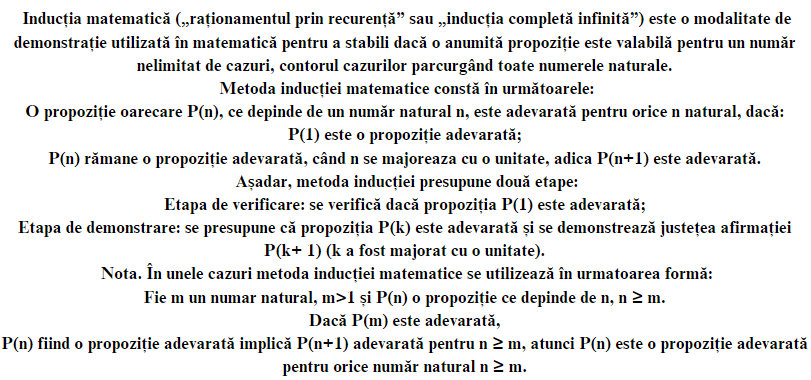 Inducția matematică („raționamentul prin recurență” sau „inducția completă infinită”) este o modalitate de
demonstrație utilizată în matematică pentru a stabili dacă o anumită propoziție este valabilă pentru un număr
nelimitat de cazuri, contorul cazurilor parcurgând toate numerele naturale.
Metoda inducției matematice constă în următoarele:
O propoziție oarecare P(n), ce depinde de un număr natural n, este adevarată pentru orice n natural, dacă:
P(1) este o propoziție adevarată;
P(n) rămane o propoziție adevarată, când n se majoreaza cu o unitate, adica P(n+1) este adevarată.
Așadar, metoda inducției presupune două etape:
Etapa de verificare: se verifică dacă propoziția P(1) este adevarată;
Etapa de demonstrare: se presupune că propoziția P(k) este adevarată și se demonstrează justețea afirmației
P(k+ 1) (k a fost majorat cu o unitate).
Nota. În unele cazuri metoda inducției matematice se utilizează în urmatoarea formă:
Fie m un numar natural, m>1 și P(n) o propoziție ce depinde de n, n ≥ m.
Dacă P(m) este adevarată,
P(n) fiind o propoziție adevarată implică P(n+1) adevarată pentru n ≥ m, atunci P(n) este o propoziție adevarată
pentru orice număr natural n ≥ m.